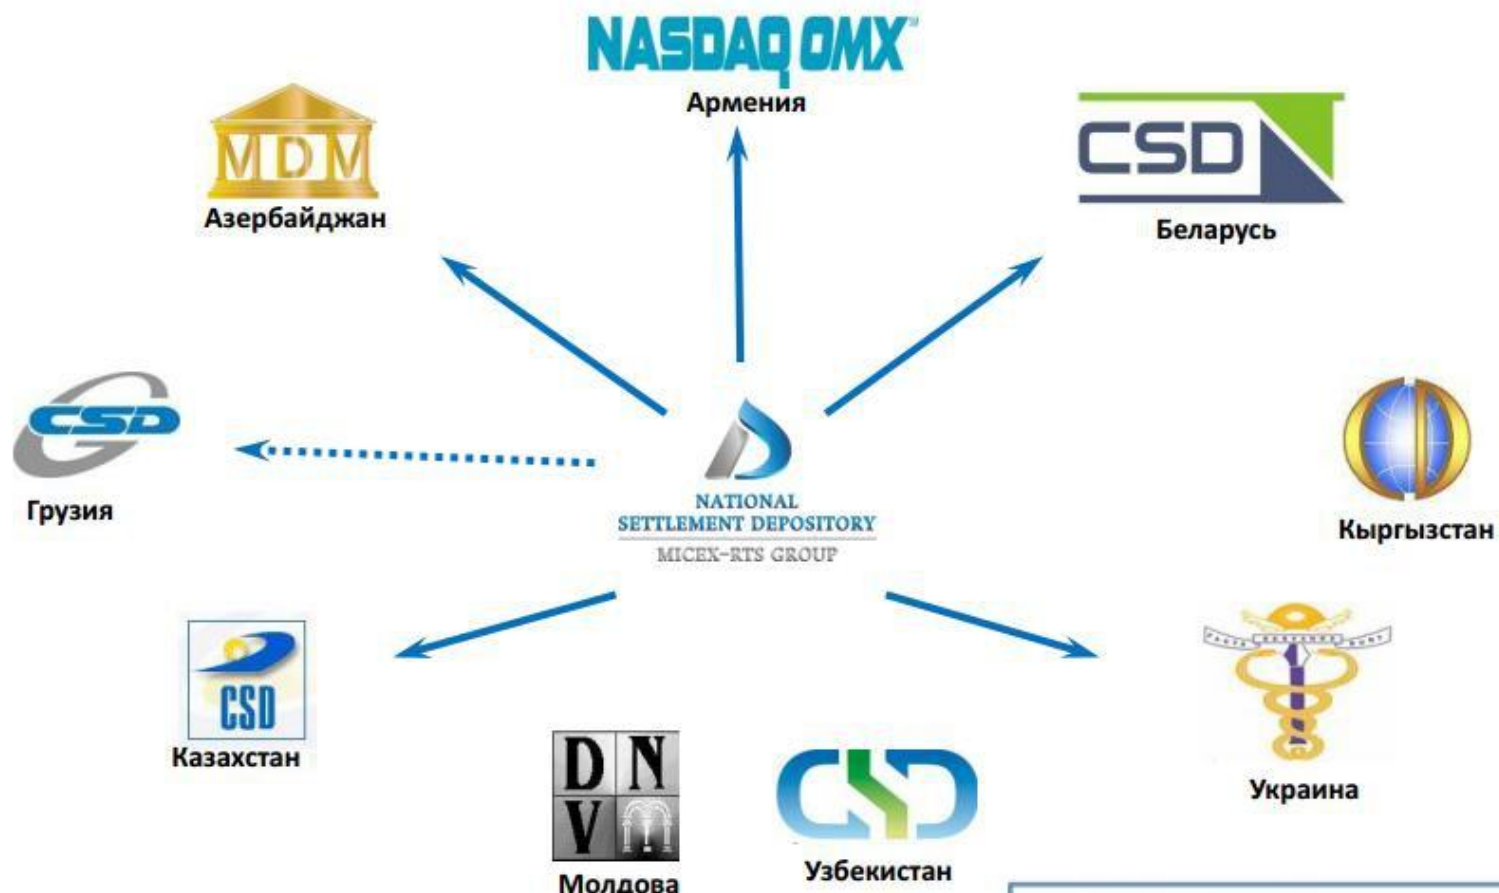 NASDAQ OMX
Армения
MDM
Азербайджан
CSD
Беларусь
CSD
Грузия
NATIONAL
SETTLEMENT DEPOSITORY
MICEX-RTS GROUP
Кыргызстан
CSD
Казахстан
D N
V
Молдова
CSD
Узбекистан
Украина